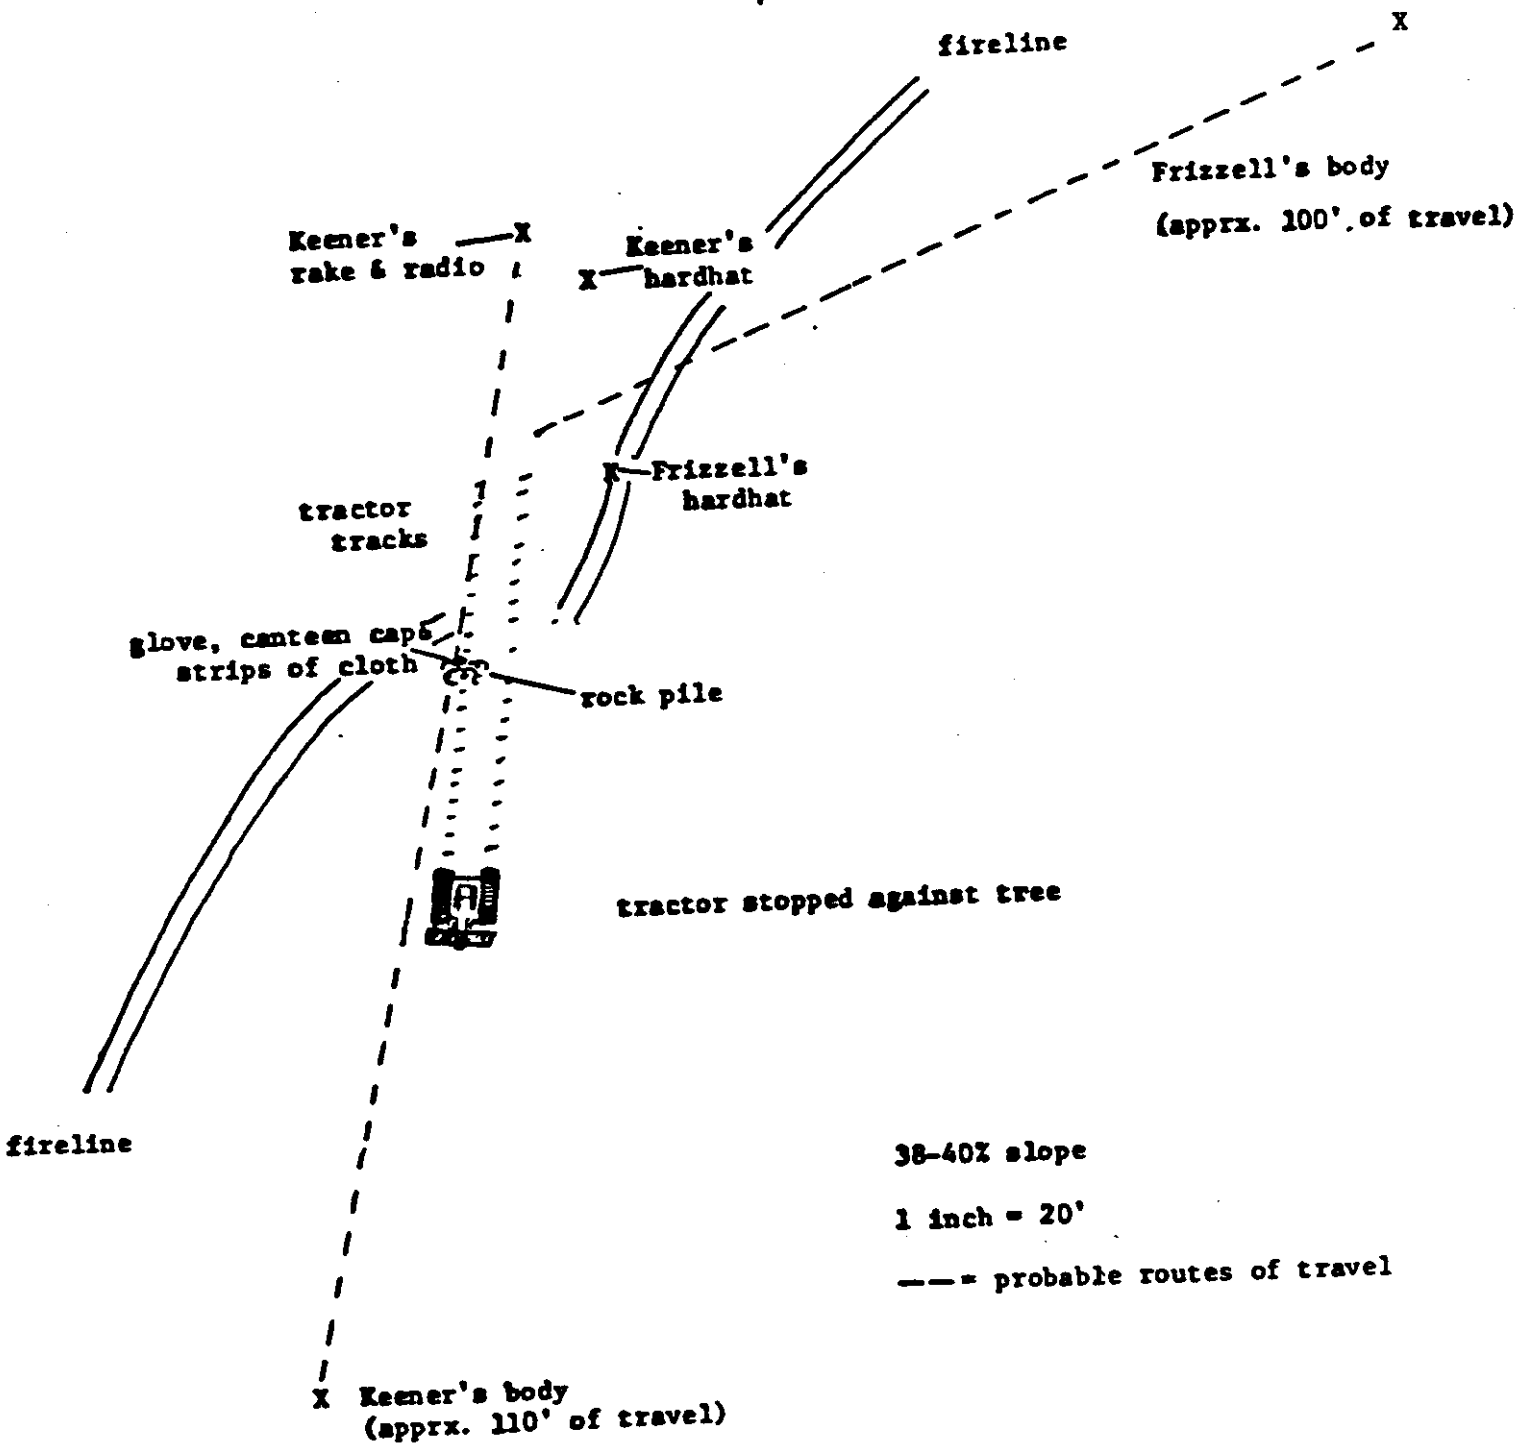 fireline
X
Frizzell's body
(apprx. 100' of travel)
Keener's
rake & radio
X
Keener's
hardhat
X
X
Frizzell's
hardhat
tractor
tracks
glove, canteen caps
strips of cloth
rock pile
tractor stopped against tree
fireline
38-40% slope
1 inch = 20'
--- = probable routes of travel
X Keener's body
(apprx. 110' of travel)